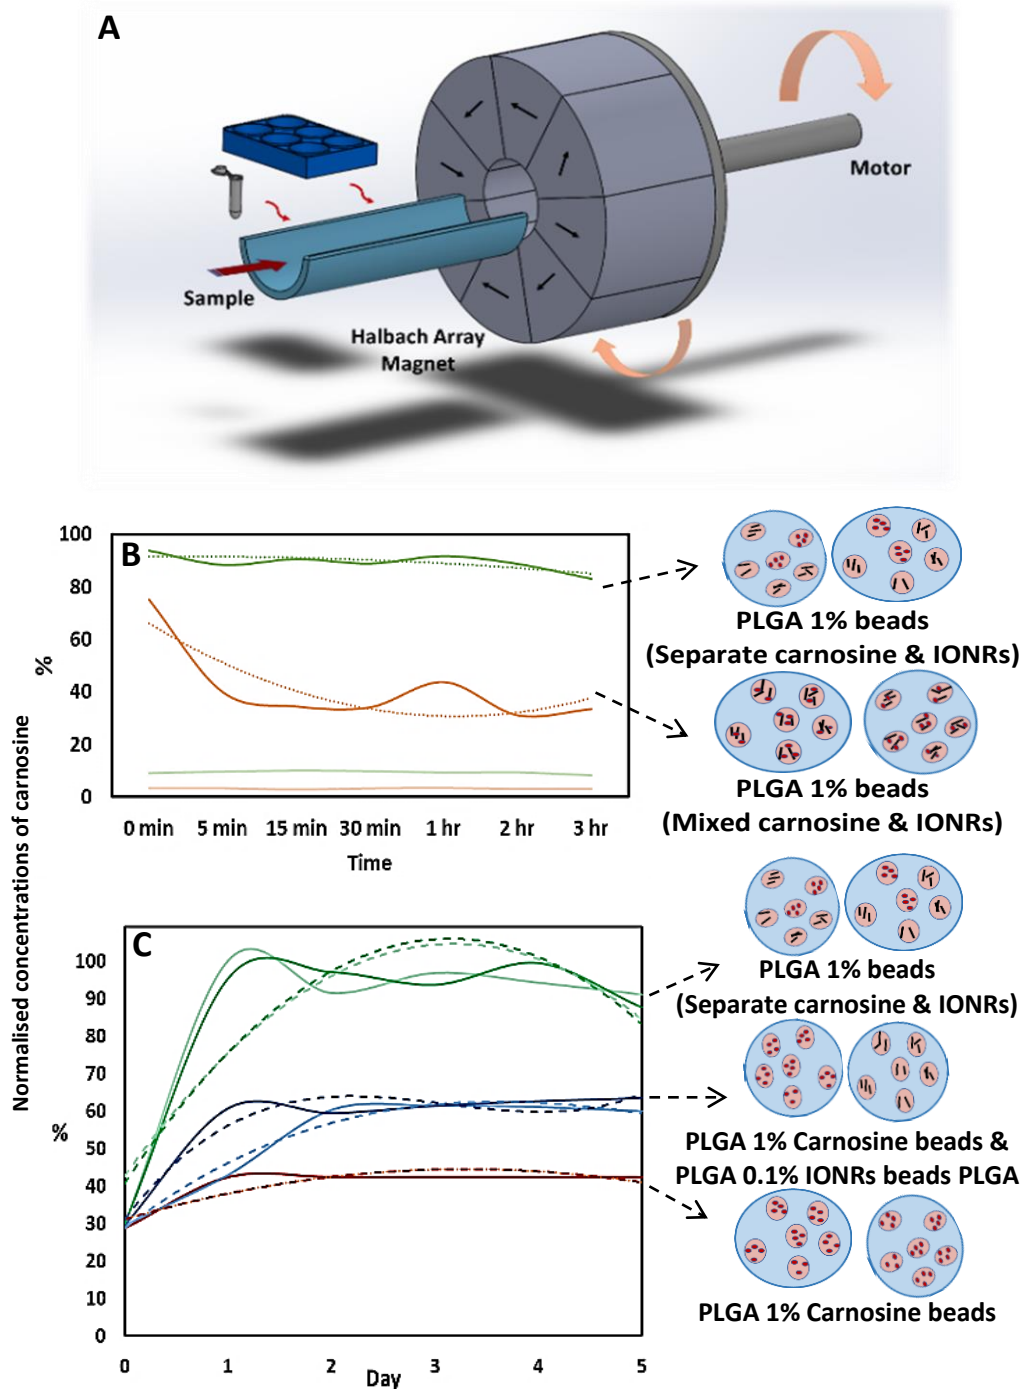 A
Motor
Sample
Halbach Array
Magnet
B
100
80
60
40
20
0
%
0 min 5 min 15 min 30 min 1 hr 2 hr 3 hr
Time
PLGA 1% beads
(Separate carnosine & IONRs)
PLGA 1% beads
(Mixed carnosine & IONRs)
Normalised concentrations of carnosine
C
100
90
80
70
60
50
40
30
20
10
0
%
0 1 2 3 4 5
Day
PLGA 1% beads
(Separate carnosine & IONRs)
PLGA 1% Carnosine beads &
PLGA 0.1% IONRs beads PLGA
PLGA 1% Carnosine beads